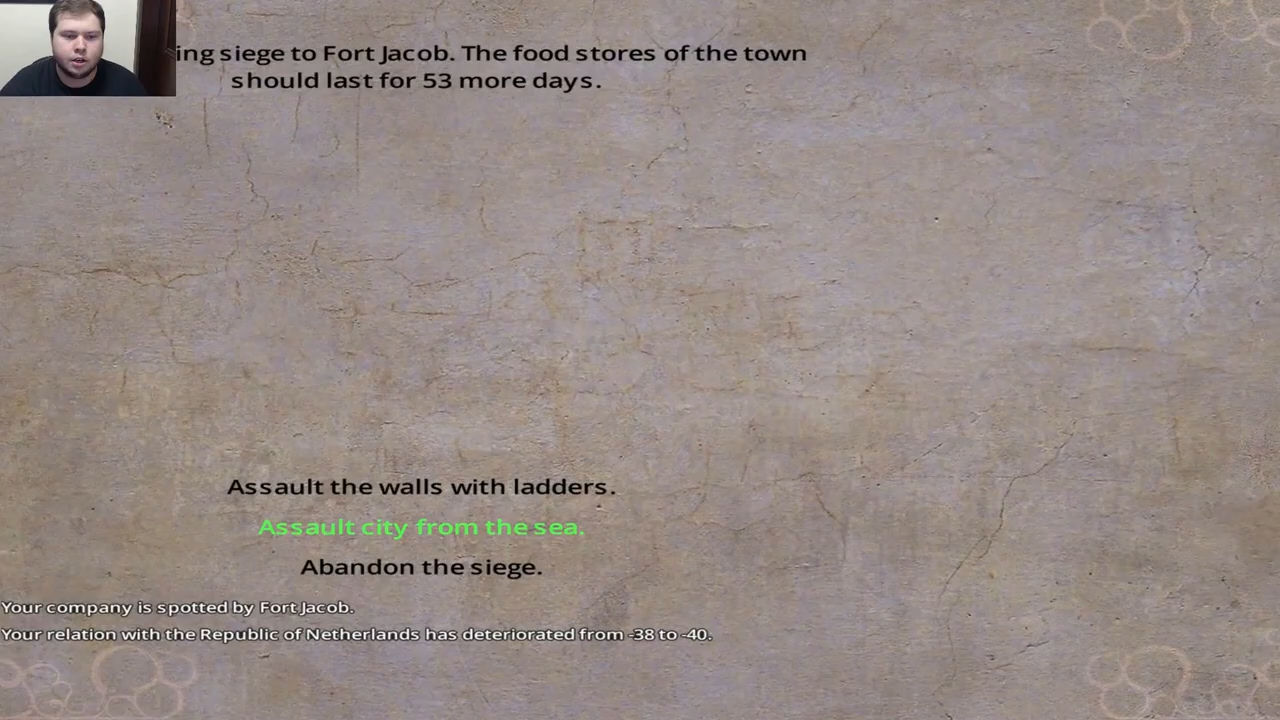 ing siege to Fort Jacob. The food stores of the town
should last for 53 more days.
Assault the walls with ladders.
Assault city from the sea.
Abandon the siege.
Your company is spotted by Fort Jacob.
Your relation with the Republic of Netherlands has deteriorated from -38 to -40.